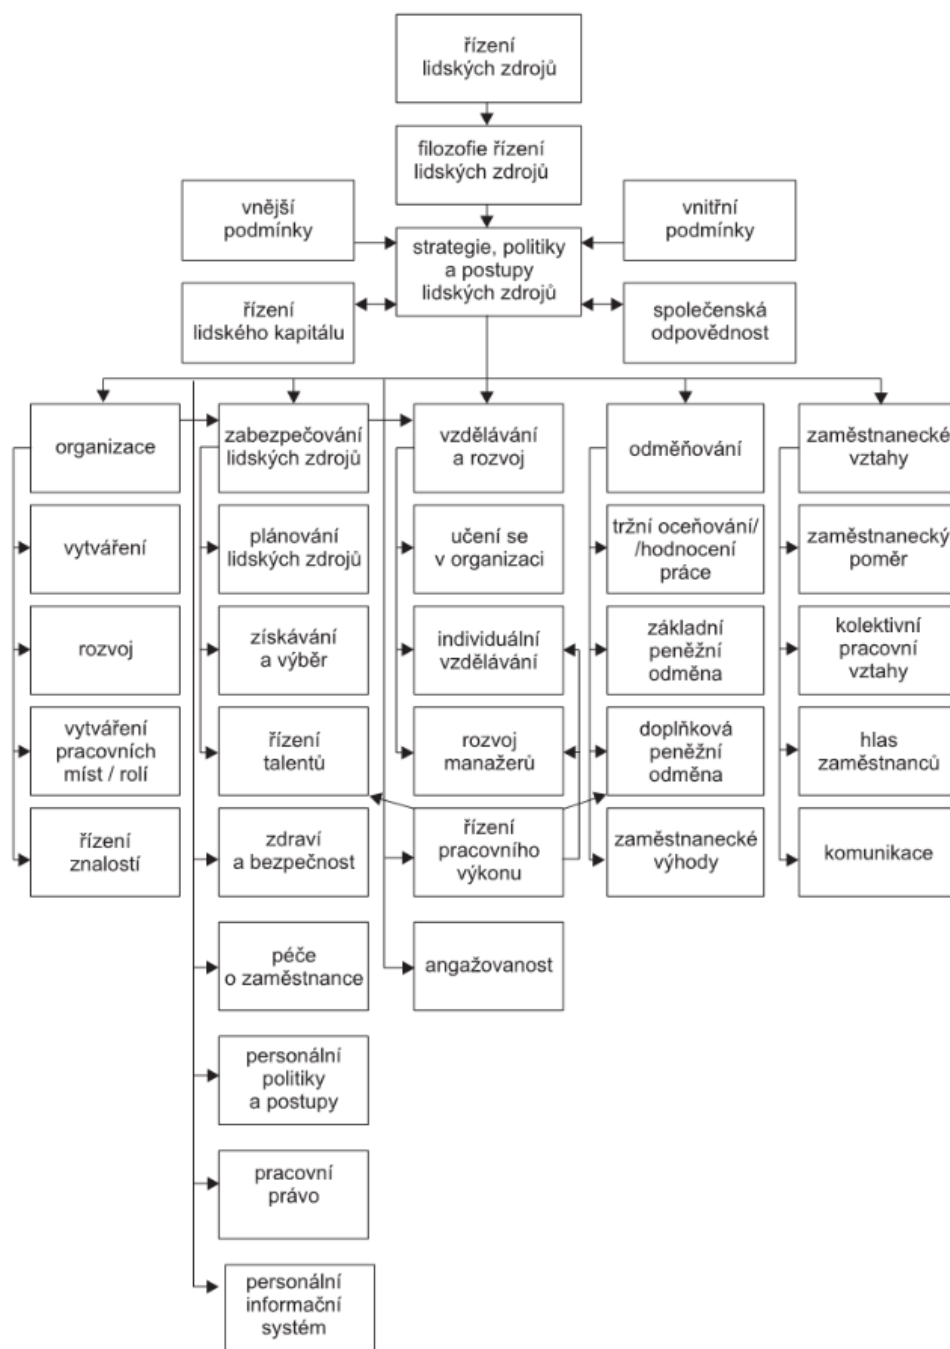 řízení
lidských zdrojů
filozofie řízení
lidských zdrojů
vnější
podmínky
vnitřní
podmínky
strategie, politiky
a postupy
lidských zdrojů
řízení
lidského kapitálu
společenská
odpovědnost
organizace
zabezpečování
lidských zdrojů
vzdělávání
a rozvoj
odměňování
zaměstnanecké
vztahy
vytváření
plánování
lidských zdrojů
učení se
v organizaci
tržní oceňování/
/hodnocení
práce
zaměstnanecký
poměr
rozvoj
získávání
a výběr
individuální
vzdělávání
základní
peněžní
odměna
kolektivní
pracovní
vztahy
vytváření
pracovních
míst / rolí
řízení
talentů
rozvoj
manažerů
doplňková
peněžní
odměna
hlas
zaměstnanců
řízení
znalostí
zdraví
a bezpečnost
řízení
pracovního
výkonu
zaměstnanecké
výhody
komunikace
péče
o zaměstnance
angažovanost
personální
politiky
a postupy
pracovní
právo
personální
informační
systém